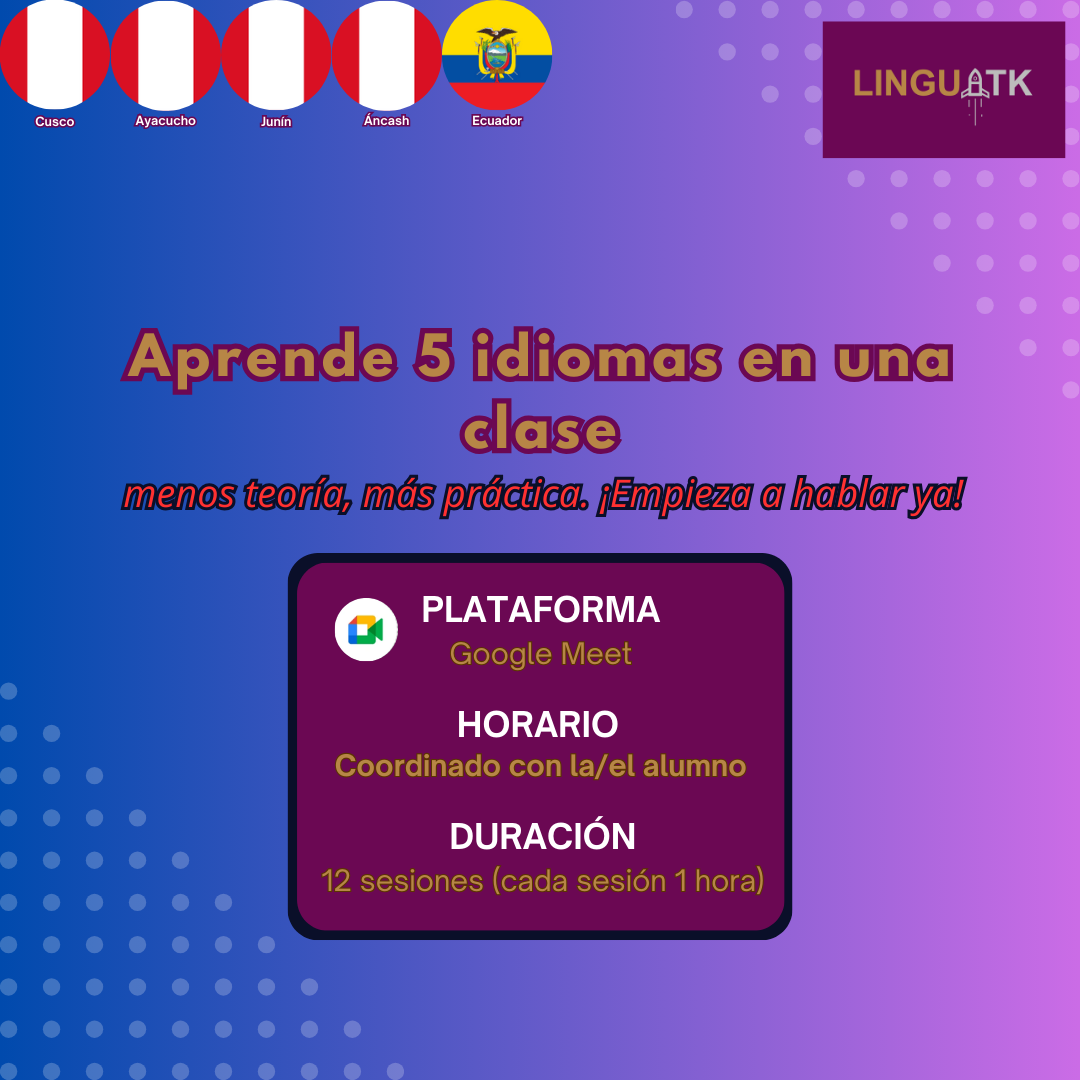 Cusco
Ayacucho
Junín
Áncash
Ecuador
LINGUATK
Aprende 5 idiomas en una
clase
menos teoría, más práctica. ¡Empieza a hablar ya!
PLATAFORMA
Google Meet
HORARIO
Coordinado con la/el alumno
DURACIÓN
12 sesiones (cada sesión 1 hora)